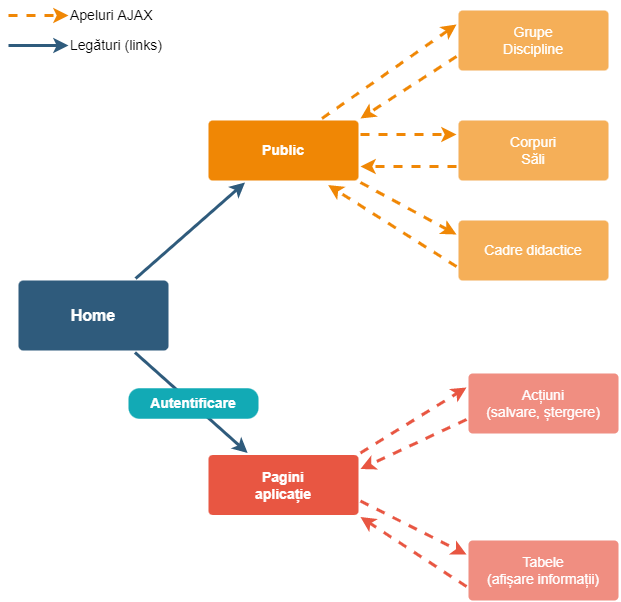 Apeluri AJAX
Legături (links)
Grupe
Discipline
Public
Corpuri
Săli
Cadre didactice
Home
Autentificare
Acțiuni
(salvare, ștergere)
Pagini
aplicație
Tabele
(afișare informații)